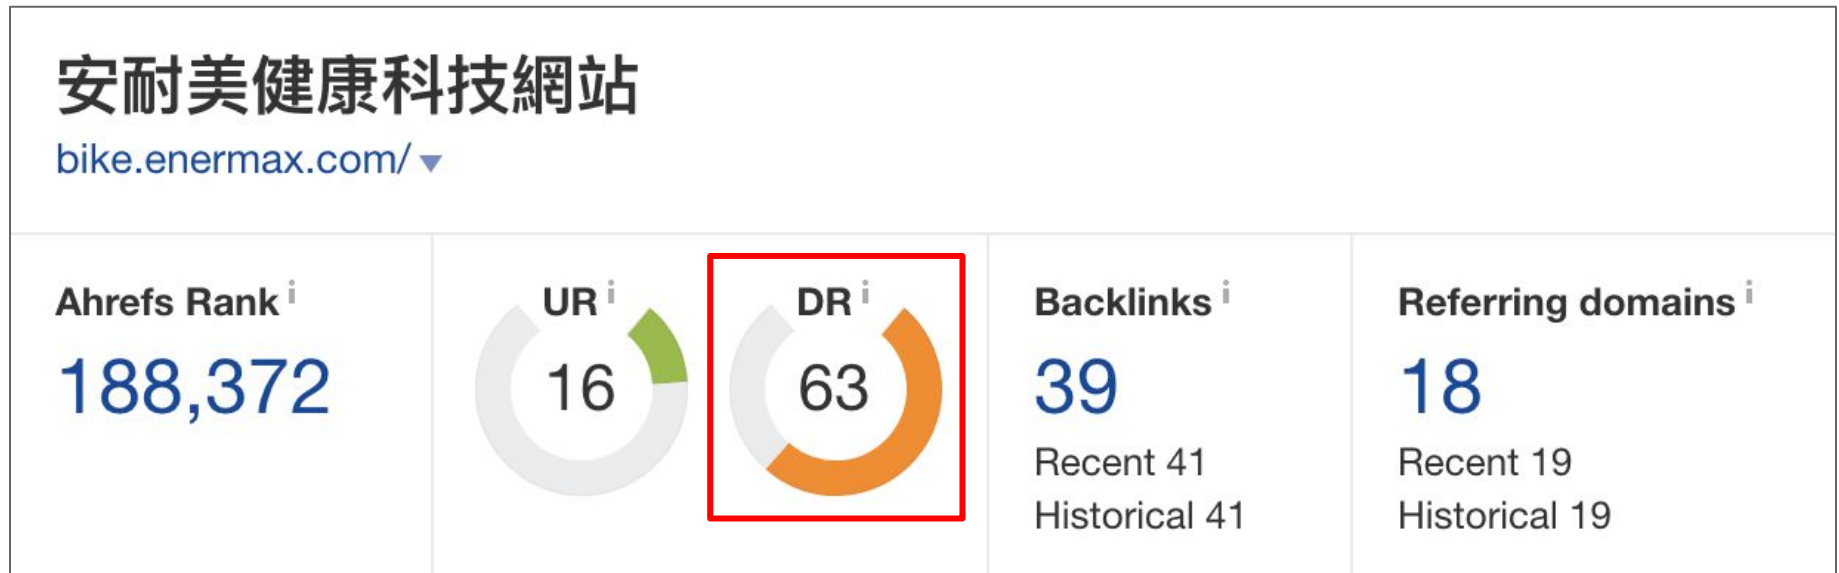 安耐美健康科技網站
bike.enermax.com/
Ahrefs Rank i
188,372
UR i
16
DR i
63
Backlinks i
39
Recent 41
Historical 41
Referring domains i
18
Recent 19
Historical 19